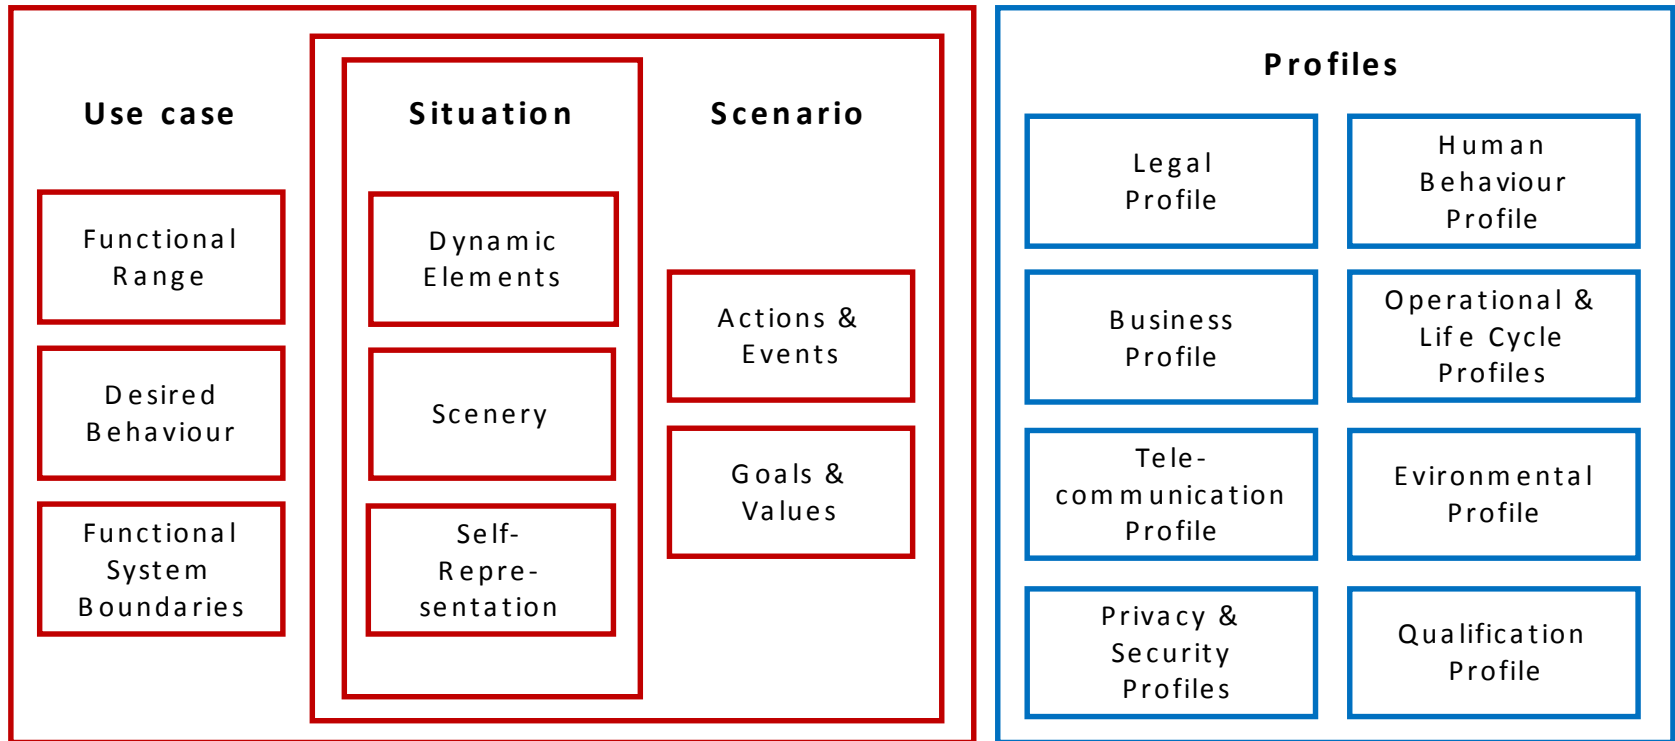 Use case
Functional
Range
Desired
Behaviour
Functional
System
Boundaries
Situation
Dynamic
Elements
Scenery
Self-
Repre-
sentation
Scenario
Actions &
Events
Goals &
Values
Profiles
Legal
Profile
Human
Behaviour
Profile
Business
Profile
Operational &
Life Cycle
Profiles
Tele-
communication
Profile
Evironmental
Profile
Privacy &
Security
Profiles
Qualification
Profile